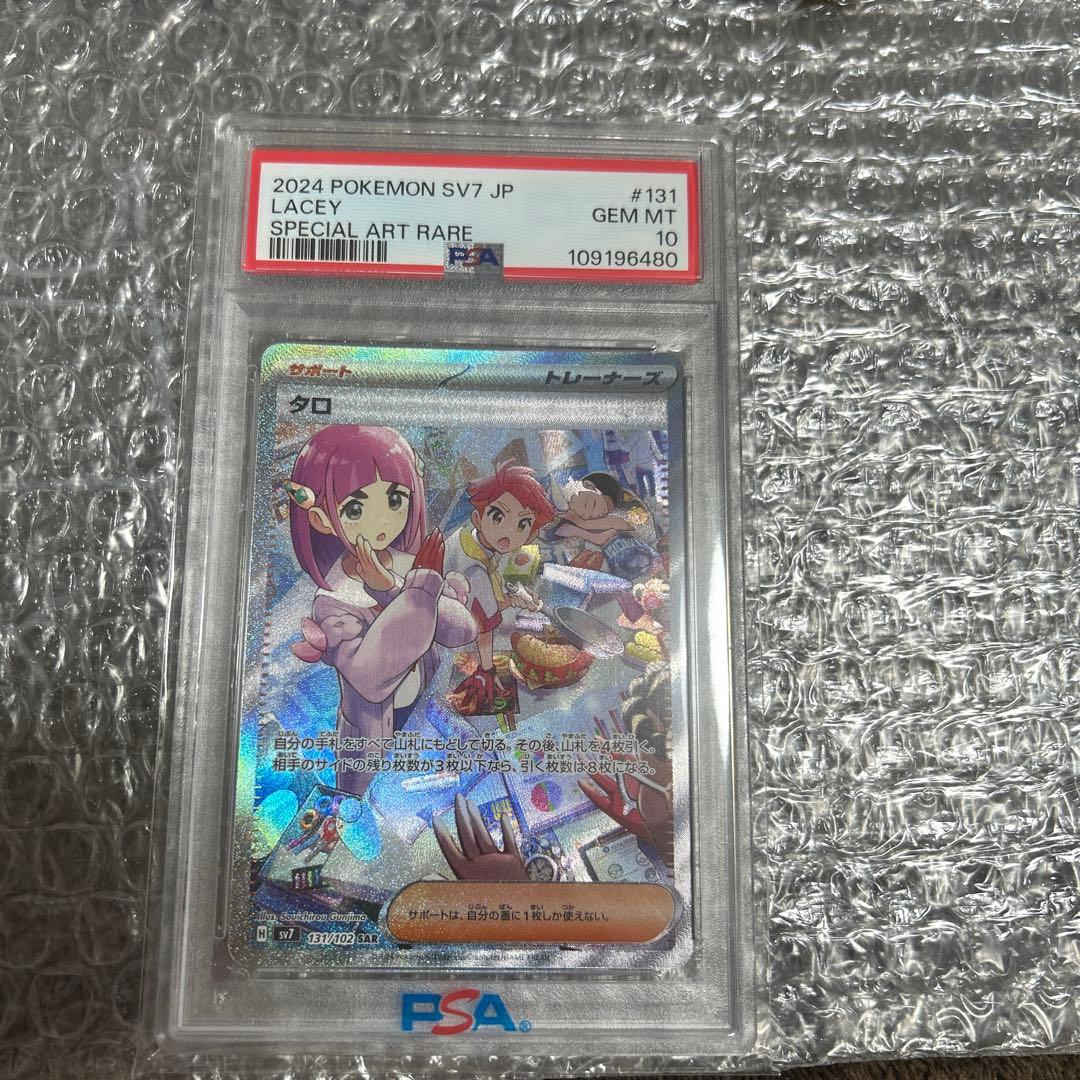 2024 POKEMON SV7 JP #131
LACEY GEM MT
SPECIAL ART RARE 10
PSA 109196480
サポート トレーナーズ
タロ
自分の手札をすべて山札にもどして切る。その後、山札を4枚引く。
相手のサイドの残り枚数が3枚以下なら、引く枚数は8枚になる。
サポートは、自分の番に1枚しか使えない。
Illus. Souichirou Gunjima
H sv7 131/102 SAR
PSA®